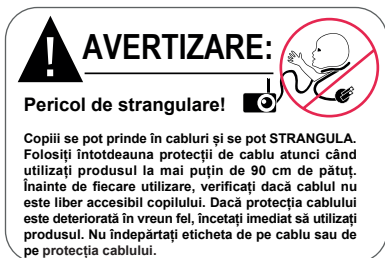 AVERTIZARE:
Pericol de strangulare!
Copiii se pot prinde în cabluri și se pot STRANGULA.
Folosiți întotdeauna protecții de cablu atunci când
utilizați produsul la mai puțin de 90 cm de pătuț.
Înainte de fiecare utilizare, verificați dacă cablul nu
este liber accesibil copilului. Dacă protecția cablului
este deteriorată în vreun fel, încetați imediat să utilizați
produsul. Nu îndepărtați eticheta de pe cablu sau de
pe protecția cablului.